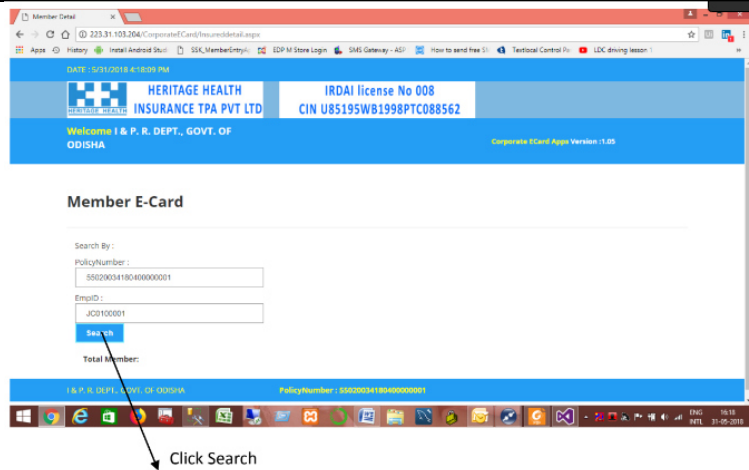 Member Detail
223.31.103.204/CorporateECard/Insureddetail.aspx
Apps History Install Android Stud SSK_MemberEntryA EDP M Store Login SMS Gateway - ASP How to send free S Textlocal Control Pa LDC driving lesson 1
DATE : 5/31/2018 4:18:09 PM
HERITAGE HEALTH
HERITAGE HEALTH
INSURANCE TPA PVT LTD
IRDAI license No 008
CIN U85195WB1998PTC088562
Welcome I & P. R. DEPT., GOVT. OF
ODISHA
Corporate ECard Apps Version :1.05
Member E-Card
Search By :
PolicyNumber :
55020034180400000001
EmpID :
JC0100001
Search
Total Member:
I & P. R. DEPT., GOVT. OF ODISHA
PolicyNumber : 55020034180400000001
ENG 16:18
INTL 31-05-2018
Click Search